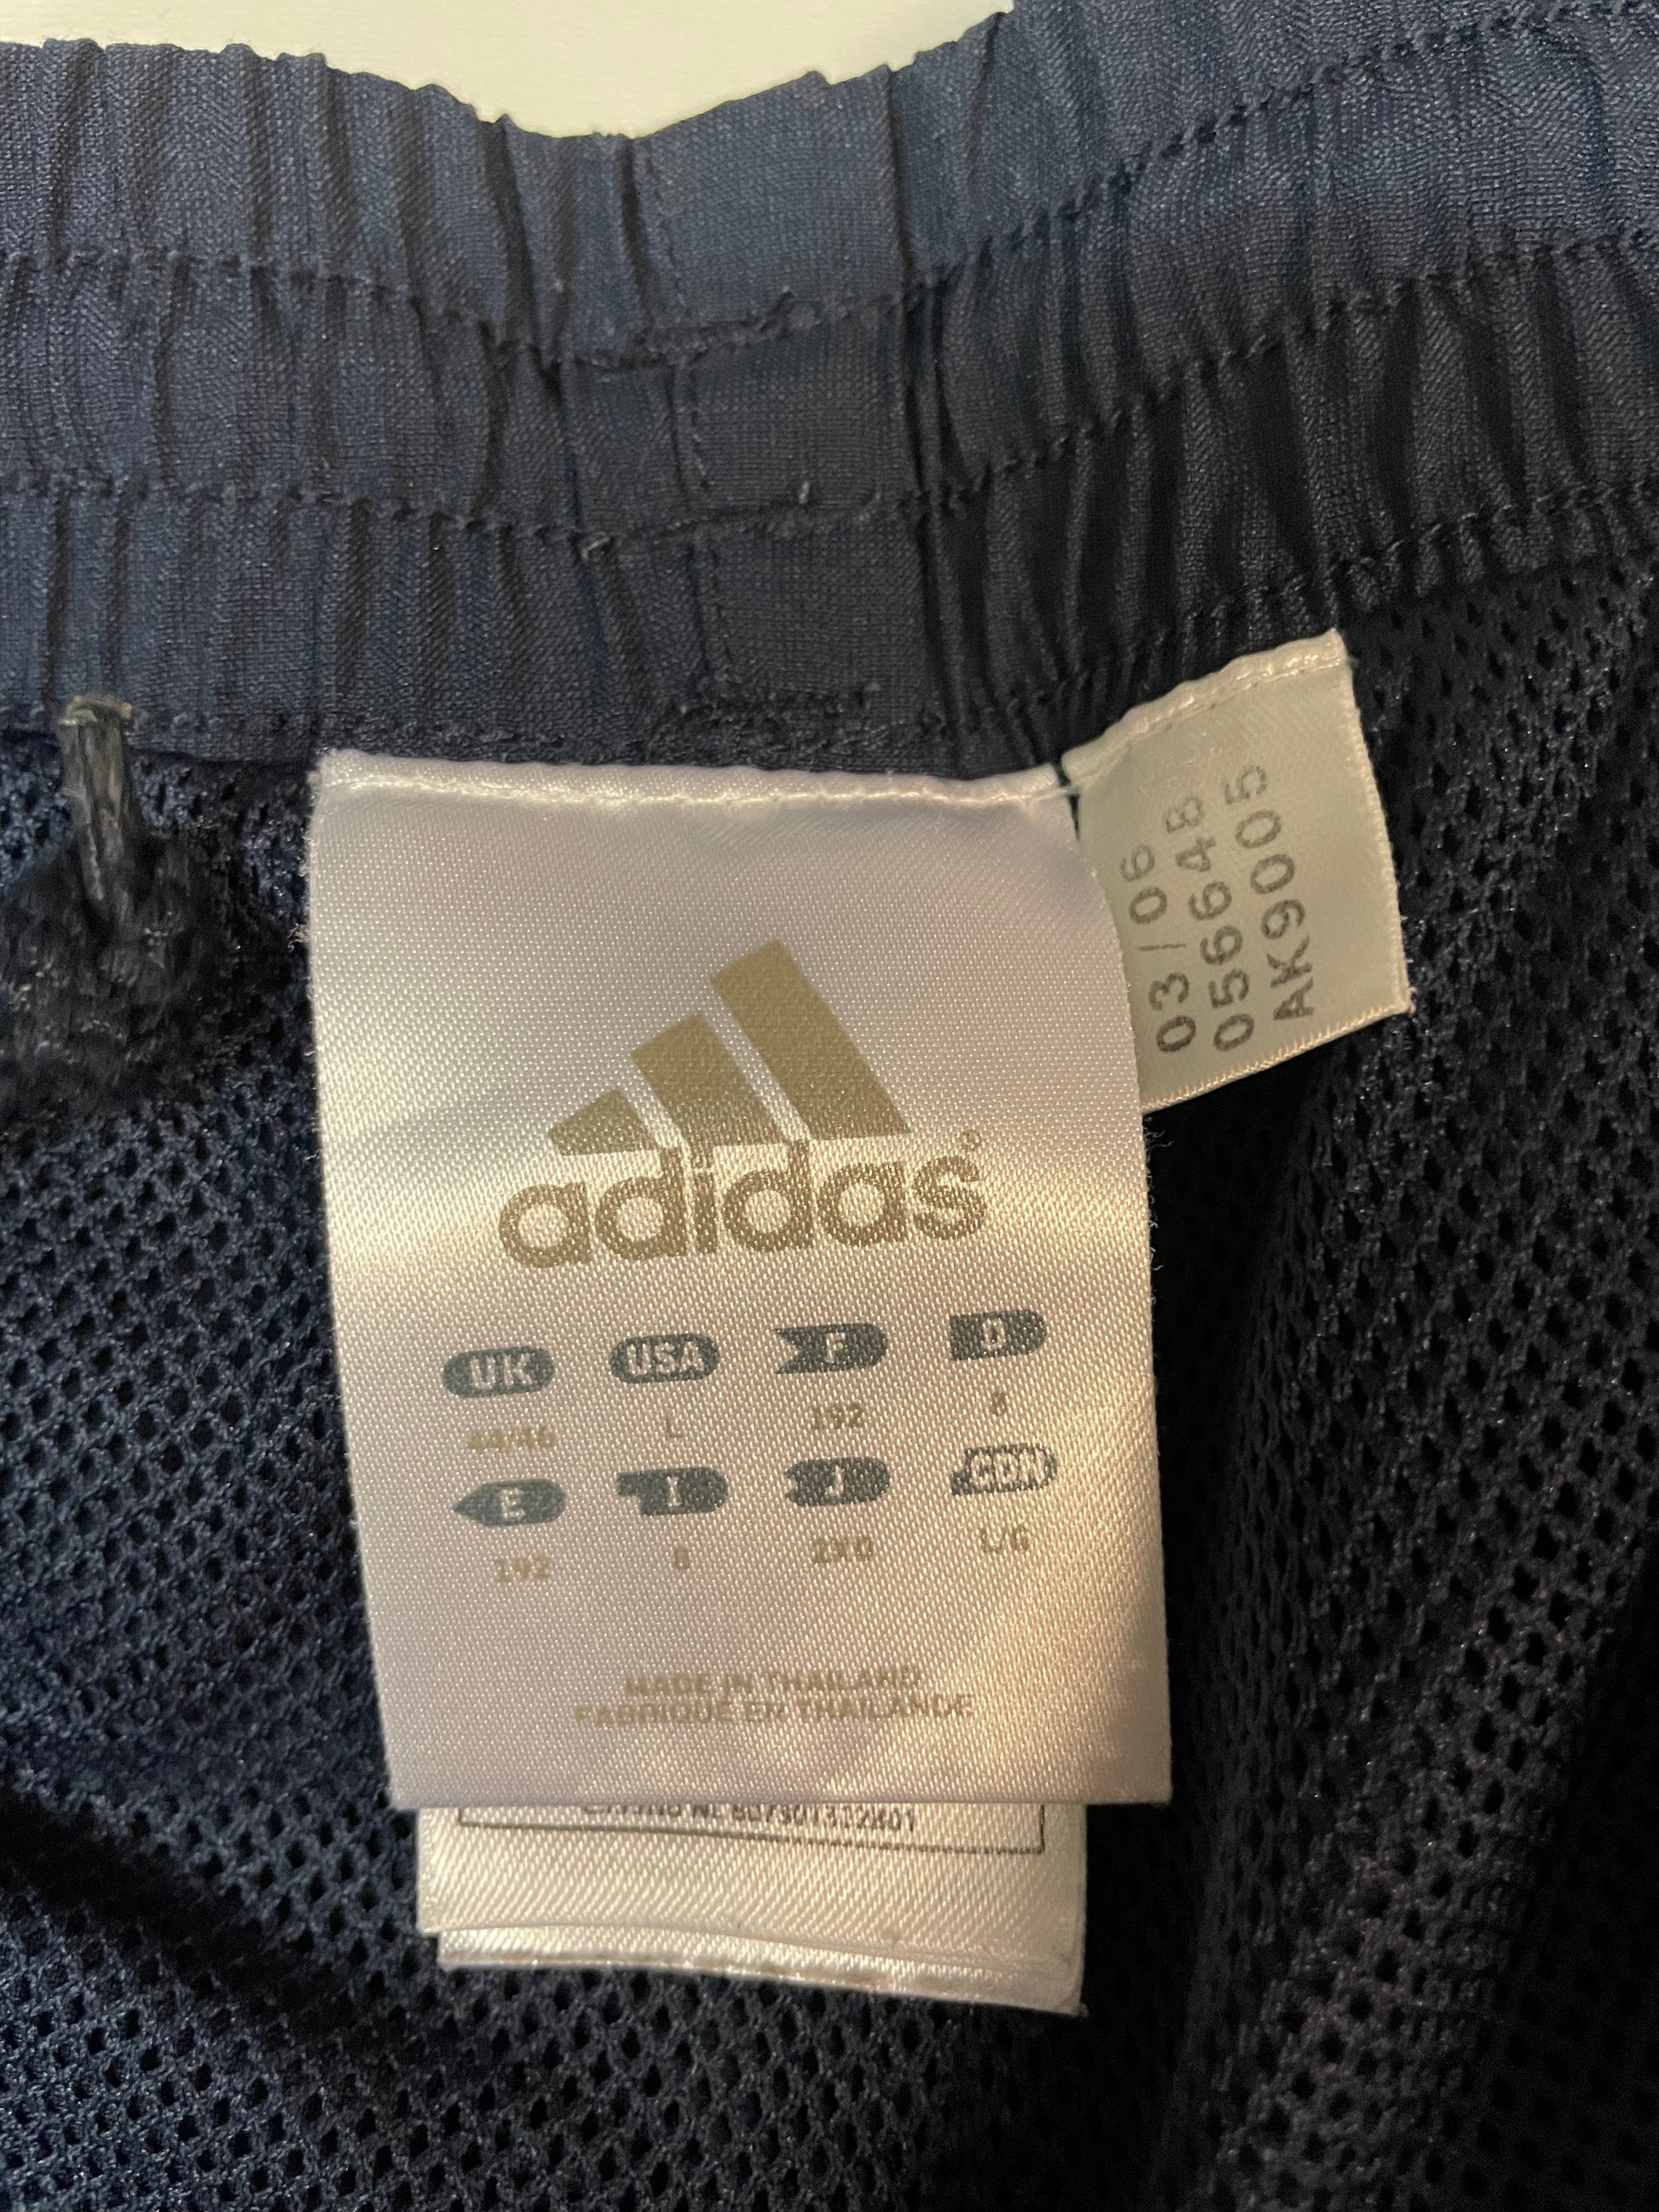 adidas®
UK USA F D
44/46 L 192 8
E I J CDN
192 8 2XO L/G
MADE IN THAILAND
FABRIQUÉ EN THAILANDE
03/06
056648
AK9005